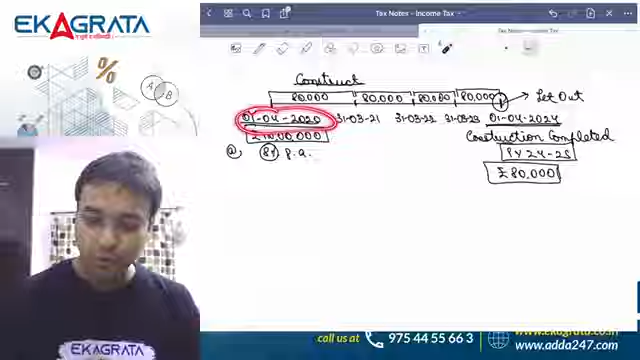 EKAGRATA
Tax Notes - Income Tax
Construct
80,000 80,000 80,000 80,000 Let Out
01-04-2020 31-03-21 31-03-22 31-03-23 01-04-2024
₹10,00,000 Construction Completed
@ 8% p.a. PY 24-25
₹80,000
A B
%
EKAGRATA
call us at 975 44 55 66 3
www.ekagrata.co.in
www.adda247.com